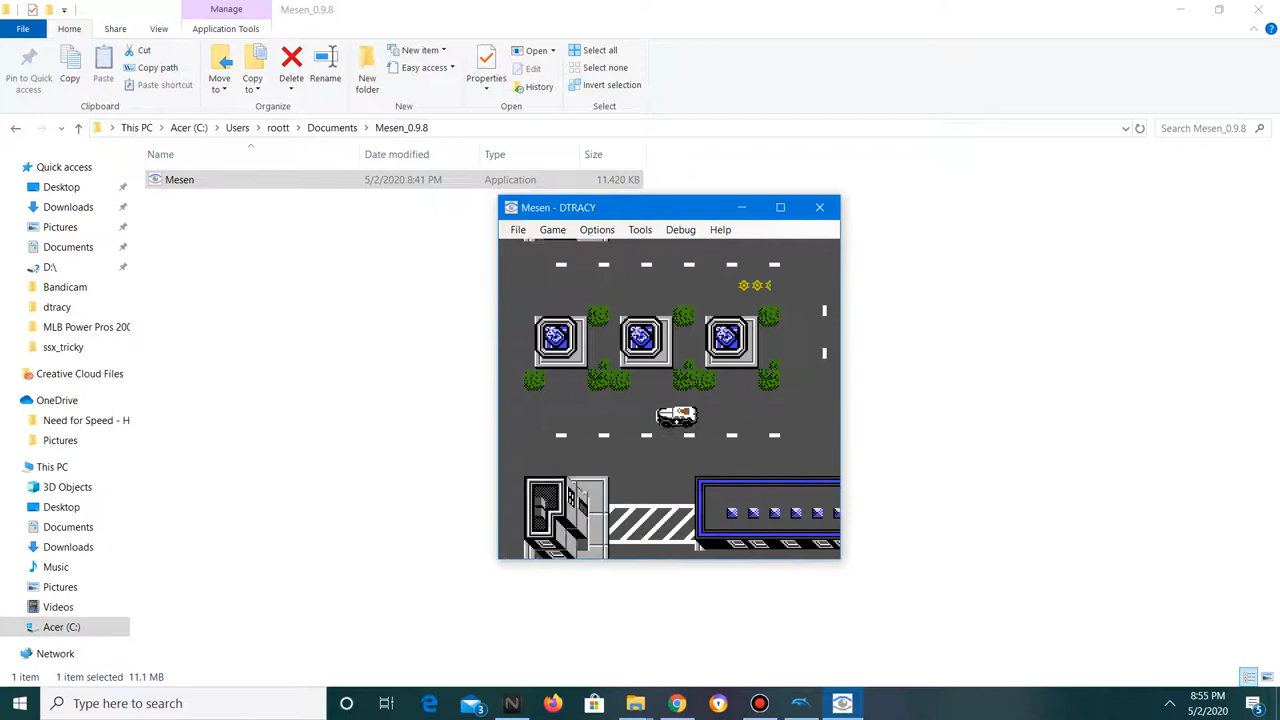 Manage
Mesen_0.9.8
File
Home
Share
View
Application Tools
Pin to Quick access
Copy
Paste
Cut
Copy path
Paste shortcut
Clipboard
Move to
Copy to
Delete
Rename
Organize
New folder
New item
Easy access
New
Properties
Open
Edit
History
Open
Select all
Select none
Invert selection
Select
This PC
Acer (C:)
Users
roott
Documents
Mesen_0.9.8
Search Mesen_0.9.8
Name
Date modified
Type
Size
Mesen
5/2/2020 8:41 PM
Application
11,420 KB
Quick access
Desktop
Downloads
Pictures
Documents
D:\
Bandicam
dtracy
MLB Power Pros 200
ssx_tricky
Creative Cloud Files
OneDrive
Need for Speed - H
Pictures
This PC
3D Objects
Desktop
Documents
Downloads
Music
Pictures
Videos
Acer (C:)
Network
Mesen - DTRACY
File
Game
Options
Tools
Debug
Help
1 item
1 item selected 11.1 MB
Type here to search
3
8:55 PM
5/2/2020
5